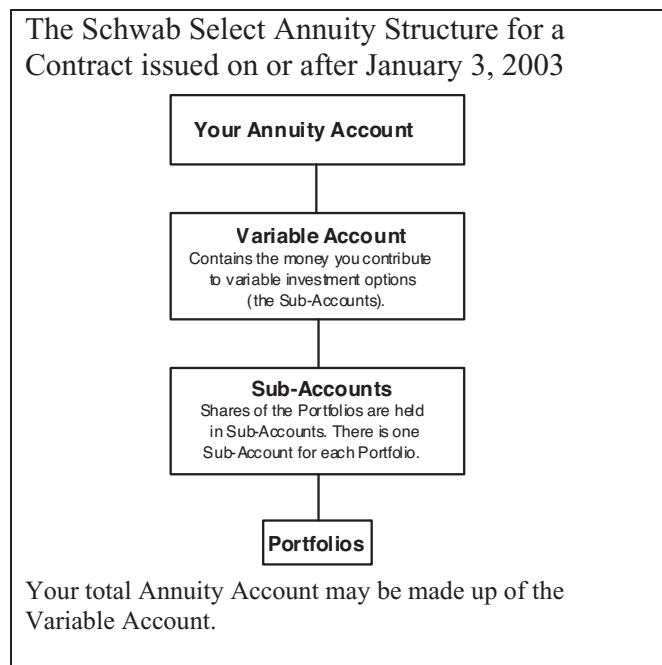 The Schwab Select Annuity Structure for a
Contract issued on or after January 3, 2003
Your Annuity Account
Variable Account
Contains the money you contribute
to variable investment options
(the Sub-Accounts).
Sub-Accounts
Shares of the Portfolios are held
in Sub-Accounts. There is one
Sub-Account for each Portfolio.
Portfolios
Your total Annuity Account may be made up of the
Variable Account.